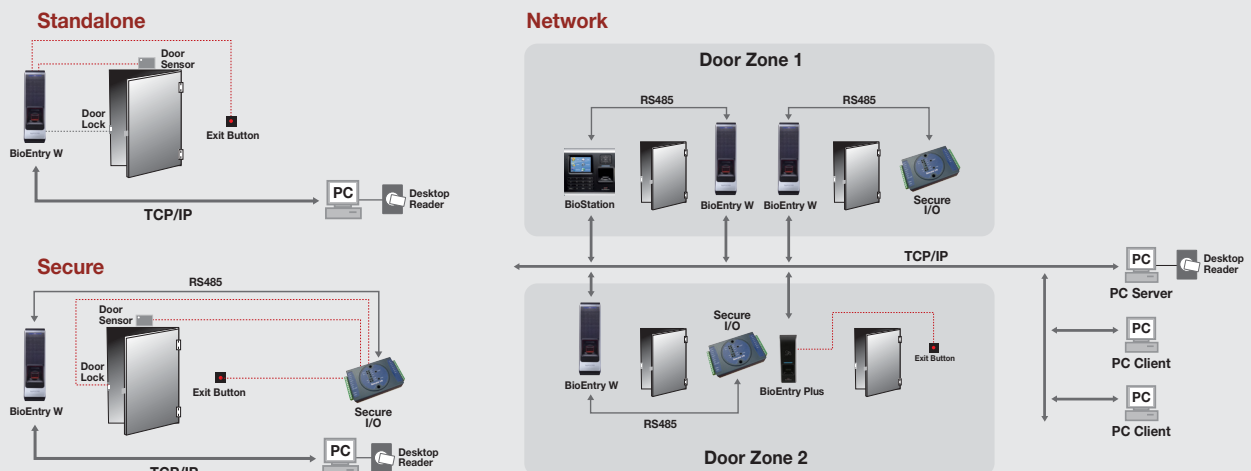 Standalone
Door
Sensor
Door
Lock
Exit Button
BioEntry W
PC
Desktop
Reader
TCP/IP
Secure
RS485
Door
Sensor
Door
Lock
Exit Button
BioEntry W
Secure
I/O
PC
Desktop
Reader
TCP/IP
Network
Door Zone 1
RS485
RS485
BioStation
BioEntry W
BioEntry W
Secure
I/O
TCP/IP
PC
Desktop
Reader
PC Server
PC
PC Client
PC
PC Client
Secure
I/O
BioEntry W
BioEntry Plus
Exit Button
RS485
Door Zone 2